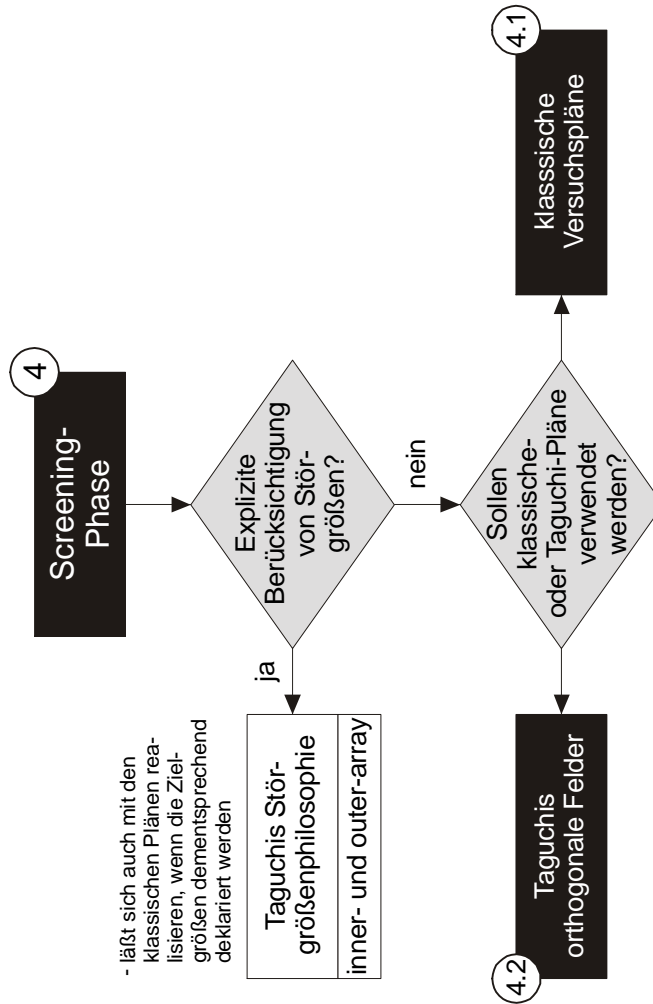 4
Screening-
Phase
Explizite
Berücksichtigung
von Stör-
größen?
ja
- läßt sich auch mit den
klassischen Plänen rea-
lisieren, wenn die Ziel-
größen dementsprechend
deklariert werden
Taguchis Stör-
größenphilosophie
inner- und outer-array
nein
Sollen
klassische-
oder Taguchi-Pläne
verwendet
werden?
4.2
Taguchis
orthogonale Felder
4.1
klasssische
Versuchspläne